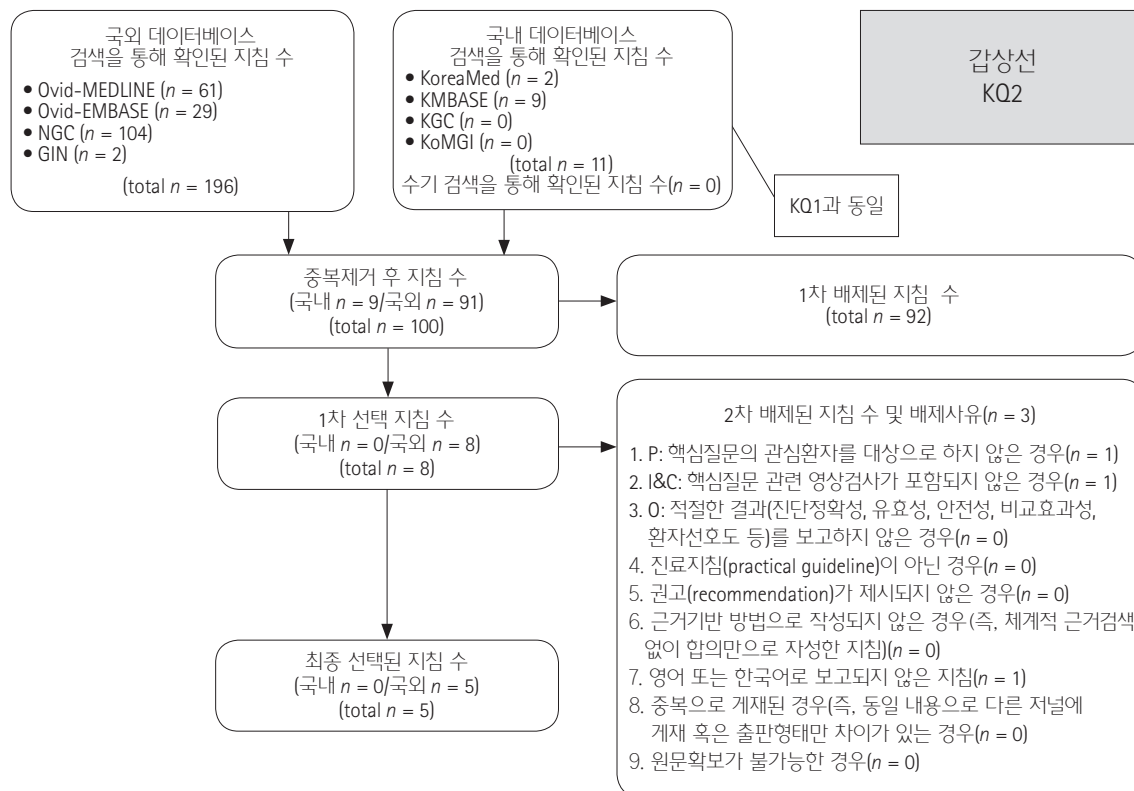 국외 데이터베이스
검색을 통해 확인된 지침 수
• Ovid-MEDLINE (n = 61)
• Ovid-EMBASE (n = 29)
• NGC (n = 104)
• GIN (n = 2)
(total n = 196)
국내 데이터베이스
검색을 통해 확인된 지침 수
• KoreaMed (n = 2)
• KMBASE (n = 9)
• KGC (n = 0)
• KoMGI (n = 0)
(total n = 11)
수기 검색을 통해 확인된 지침 수(n = 0)
갑상선
KQ2
KQ1과 동일
중복제거 후 지침 수
(국내 n = 9/국외 n = 91)
(total n = 100)
1차 배제된 지침 수
(total n = 92)
1차 선택 지침 수
(국내 n = 0/국외 n = 8)
(total n = 8)
2차 배제된 지침 수 및 배제사유(n = 3)
1. P: 핵심질문의 관심환자를 대상으로 하지 않은 경우(n = 1)
2. I&C: 핵심질문 관련 영상검사가 포함되지 않은 경우(n = 1)
3. O: 적절한 결과(진단정확성, 유효성, 안전성, 비교효과성,
환자선호도 등)를 보고하지 않은 경우(n = 0)
4. 진료지침(practical guideline)이 아닌 경우(n = 0)
5. 권고(recommendation)가 제시되지 않은 경우(n = 0)
6. 근거기반 방법으로 작성되지 않은 경우(즉, 체계적 근거검색
없이 합의만으로 자성한 지침)(n = 0)
7. 영어 또는 한국어로 보고되지 않은 지침(n = 1)
8. 중복으로 게재된 경우(즉, 동일 내용으로 다른 저널에
게재 혹은 출판형태만 차이가 있는 경우(n = 0)
9. 원문확보가 불가능한 경우(n = 0)
최종 선택된 지침 수
(국내 n = 0/국외 n = 5)
(total n = 5)